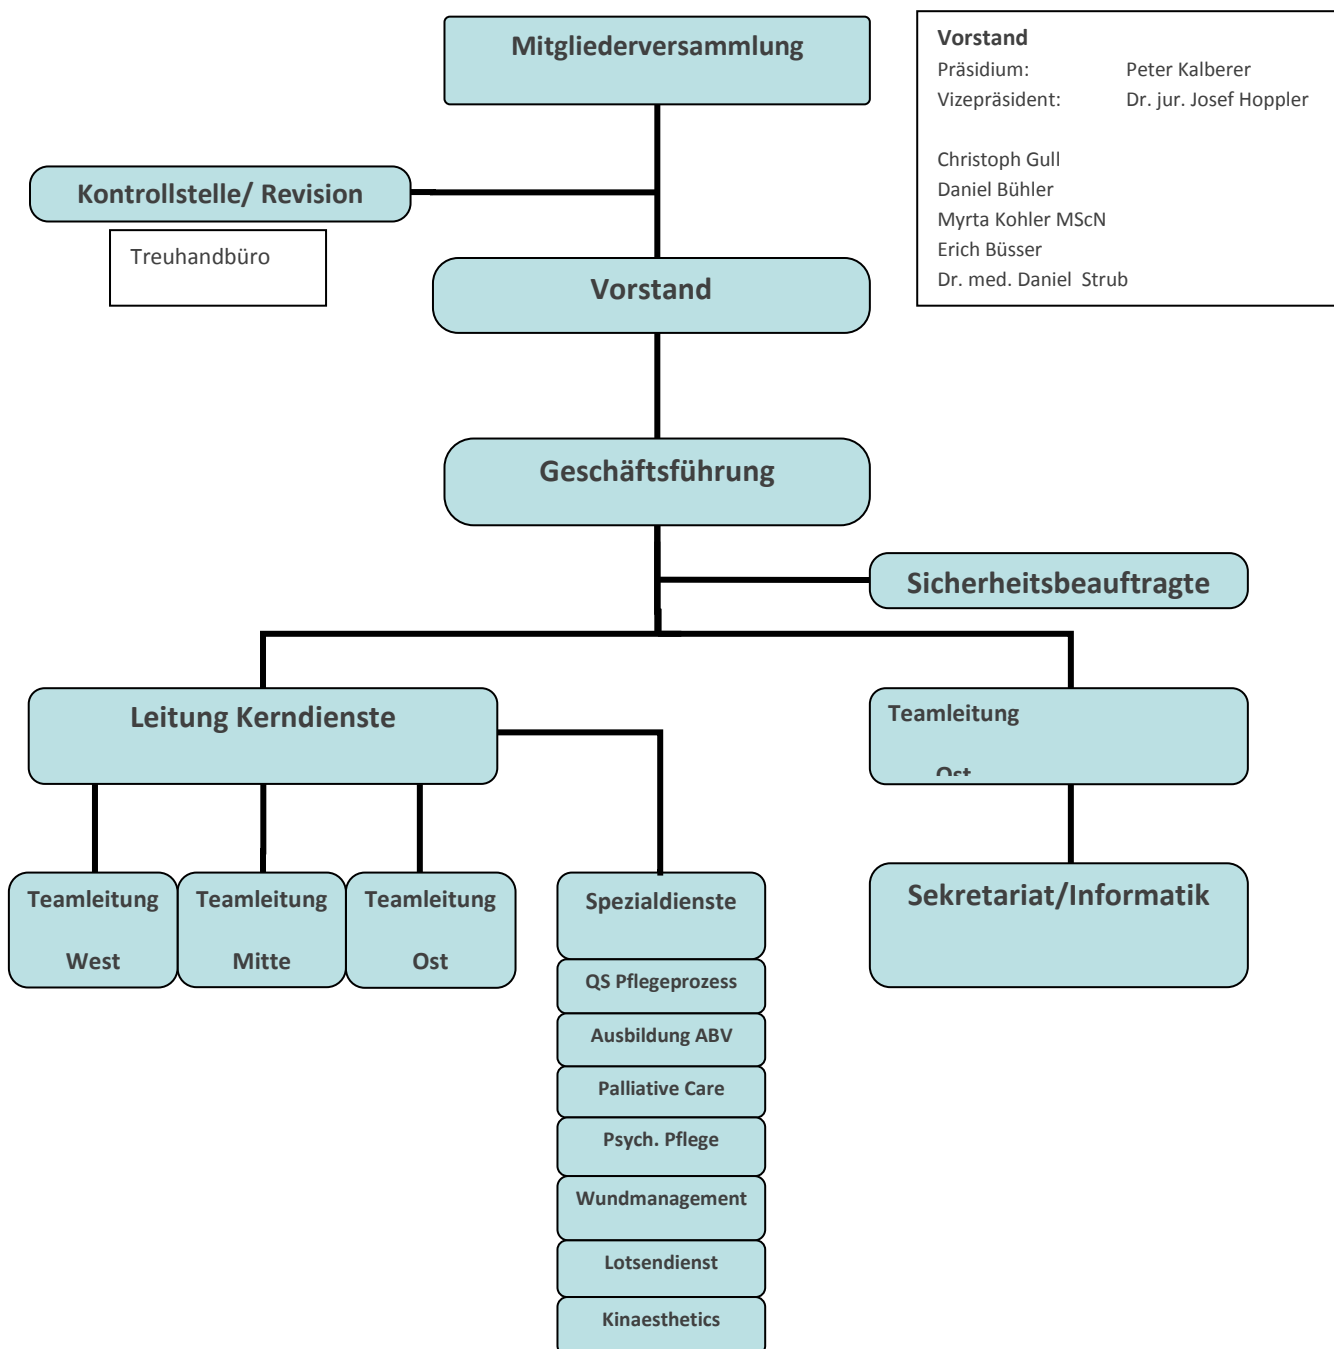 Mitgliederversammlung
Vorstand
Präsidium: Peter Kalberer
Vizepräsident: Dr. jur. Josef Hoppler
Christoph Gull
Daniel Bühler
Myrta Kohler MScN
Erich Büsser
Dr. med. Daniel Strub
Kontrollstelle/ Revision
Treuhandbüro
Vorstand
Geschäftsführung
Sicherheitsbeauftragte
Leitung Kerndienste
Teamleitung
Ost
Teamleitung
West
Teamleitung
Mitte
Teamleitung
Ost
Spezialdienste
QS Pflegeprozess
Ausbildung ABV
Palliative Care
Psych. Pflege
Wundmanagement
Lotsendienst
Kinaesthetics
Sekretariat/Informatik